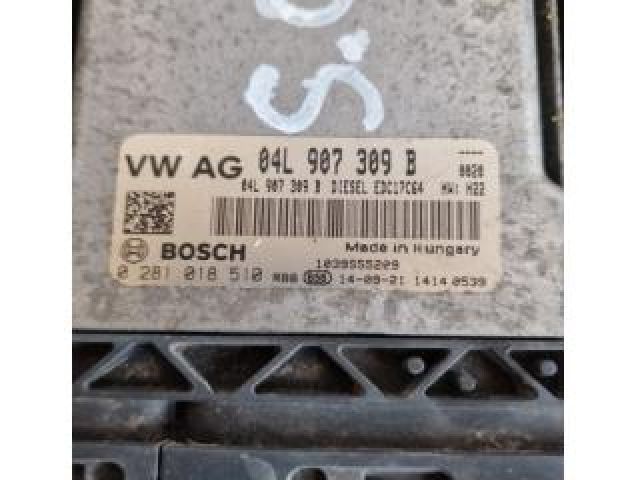 VW AG 04L 907 309 B 0020
04L 907 309 B DIESEL EDC17C64 HW: H22
BOSCH Made in Hungary
1039S55209
0 281 018 510 14-09-21 1414 0539